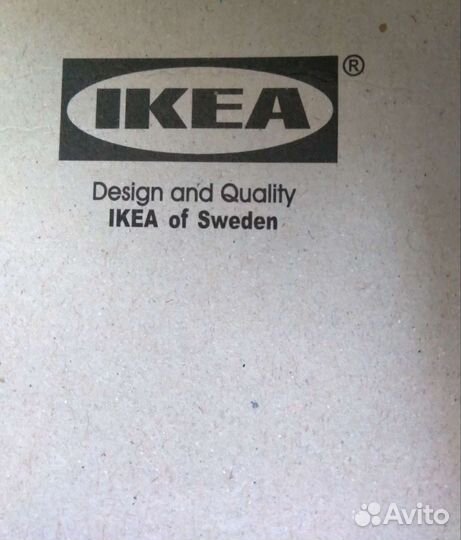 IKEA®
Design and Quality
IKEA of Sweden
Avito